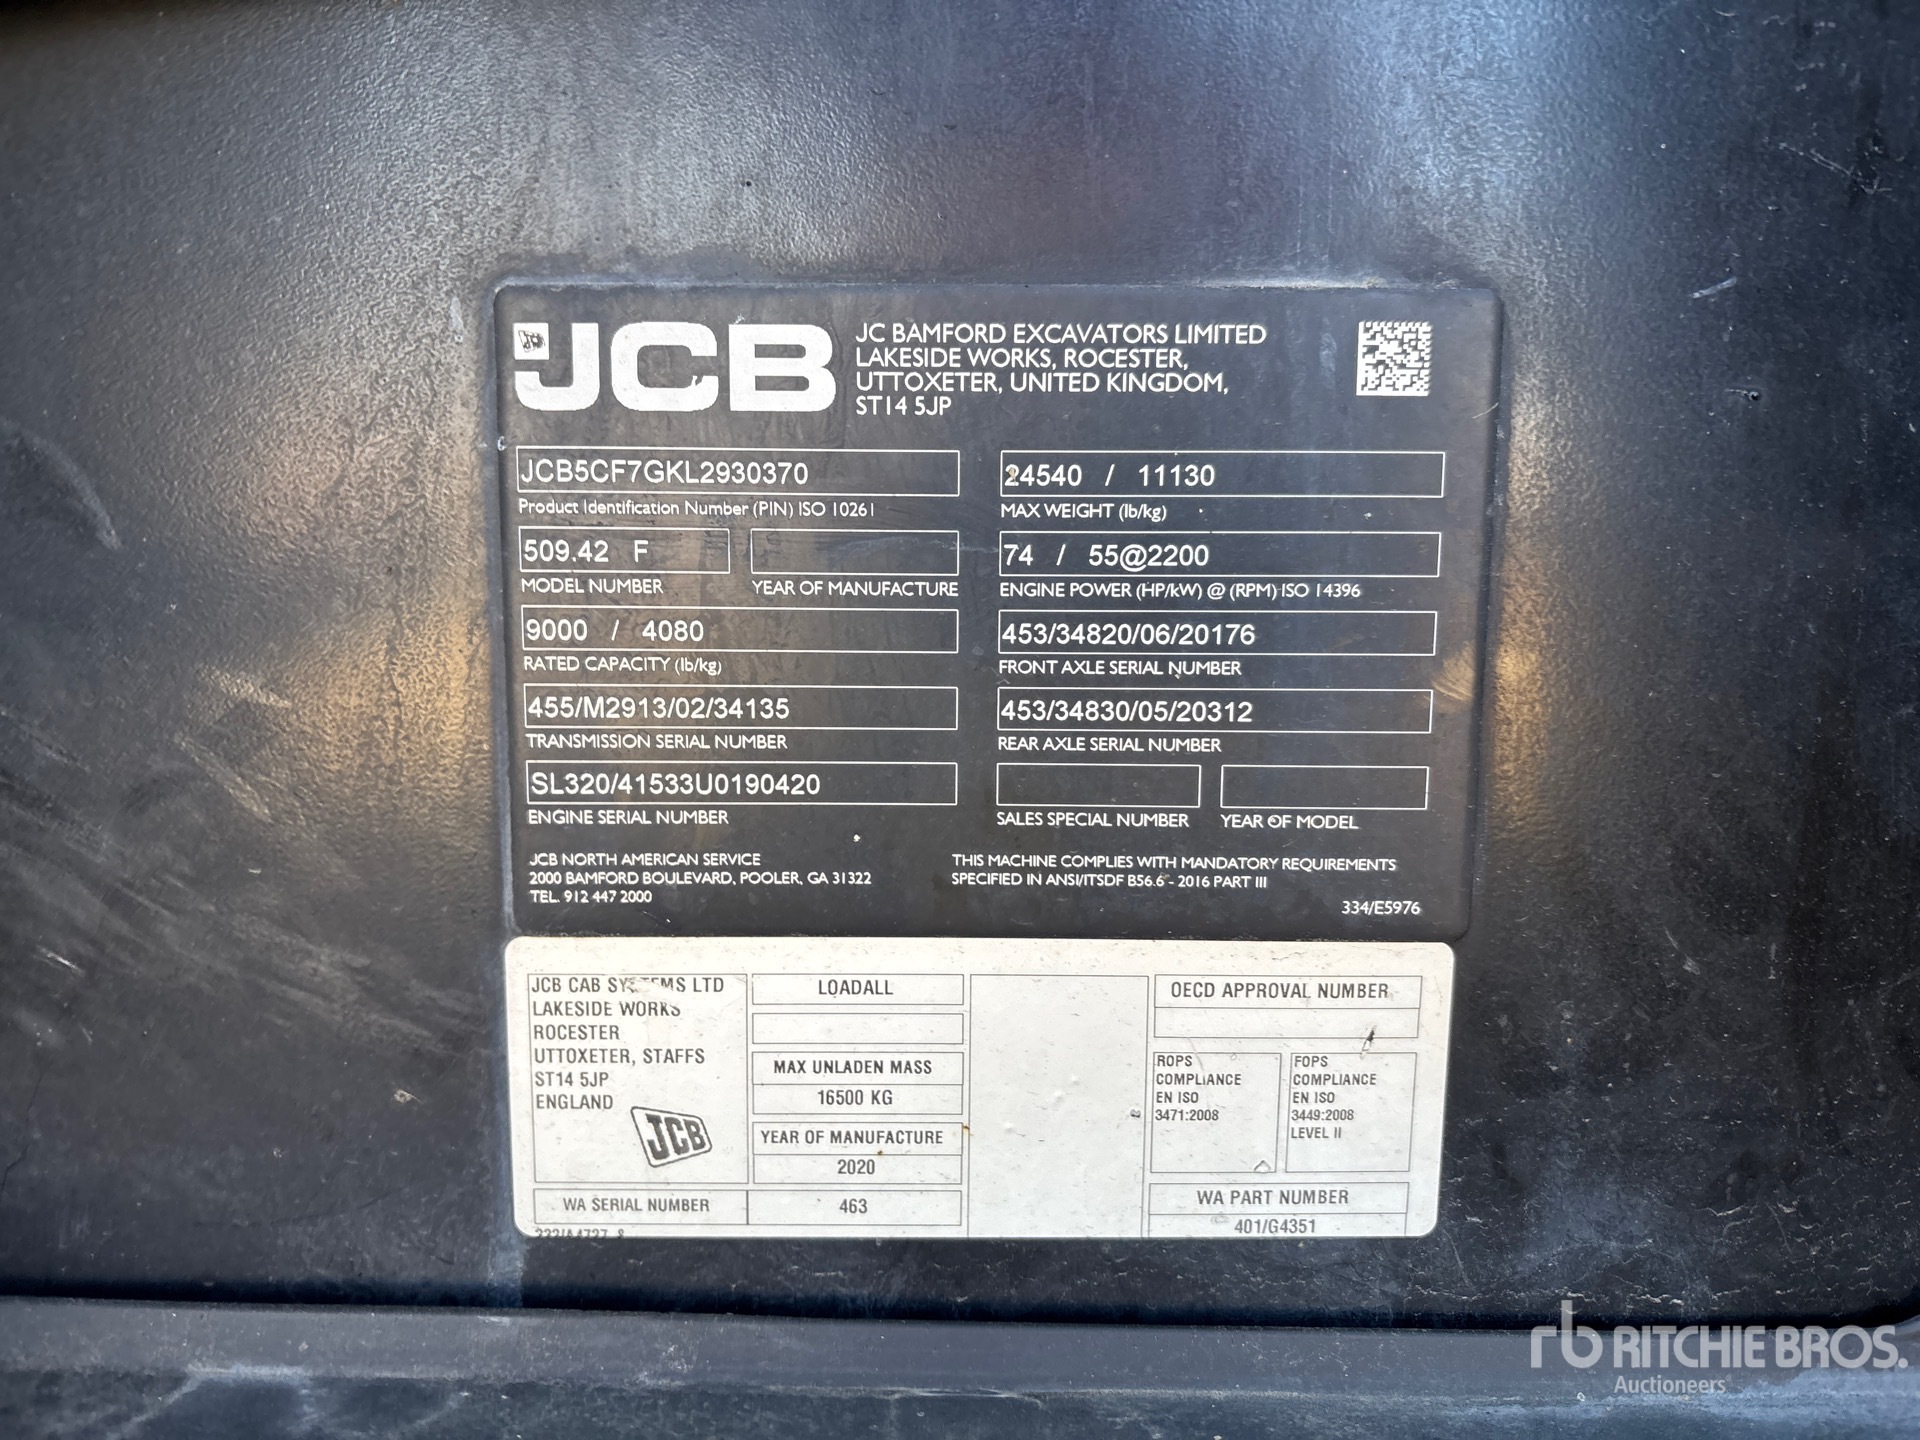 JCB
JC BAMFORD EXCAVATORS LIMITED
LAKESIDE WORKS, ROCESTER,
UTTOXETER, UNITED KINGDOM,
ST14 5JP
JCB5CF7GKL2930370
Product Identification Number (PIN) ISO 10261
24540 / 11130
MAX WEIGHT (lb/kg)
509.42 F
MODEL NUMBER
YEAR OF MANUFACTURE
74 / 55@2200
ENGINE POWER (HP/kW) @ (RPM) ISO 14396
9000 / 4080
RATED CAPACITY (lb/kg)
453/34820/06/20176
FRONT AXLE SERIAL NUMBER
455/M2913/02/34135
TRANSMISSION SERIAL NUMBER
453/34830/05/20312
REAR AXLE SERIAL NUMBER
SL320/41533U0190420
ENGINE SERIAL NUMBER
SALES SPECIAL NUMBER
YEAR OF MODEL
JCB NORTH AMERICAN SERVICE
2000 BAMFORD BOULEVARD, POOLER, GA 31322
TEL. 912 447 2000
THIS MACHINE COMPLIES WITH MANDATORY REQUIREMENTS
SPECIFIED IN ANSI/ITSDF B56.6 - 2016 PART III
334/E5976
JCB CAB SYSTEMS LTD
LAKESIDE WORKS
ROCESTER
UTTOXETER, STAFFS
ST14 5JP
ENGLAND
JCB
WA SERIAL NUMBER
LOADALL
MAX UNLADEN MASS
16500 KG
YEAR OF MANUFACTURE
2020
463
OECD APPROVAL NUMBER
ROPS
COMPLIANCE
EN ISO
3471:2008
FOPS
COMPLIANCE
EN ISO
3449:2008
LEVEL II
WA PART NUMBER
401/G4351
rb RITCHIE BROS.
Auctioneers